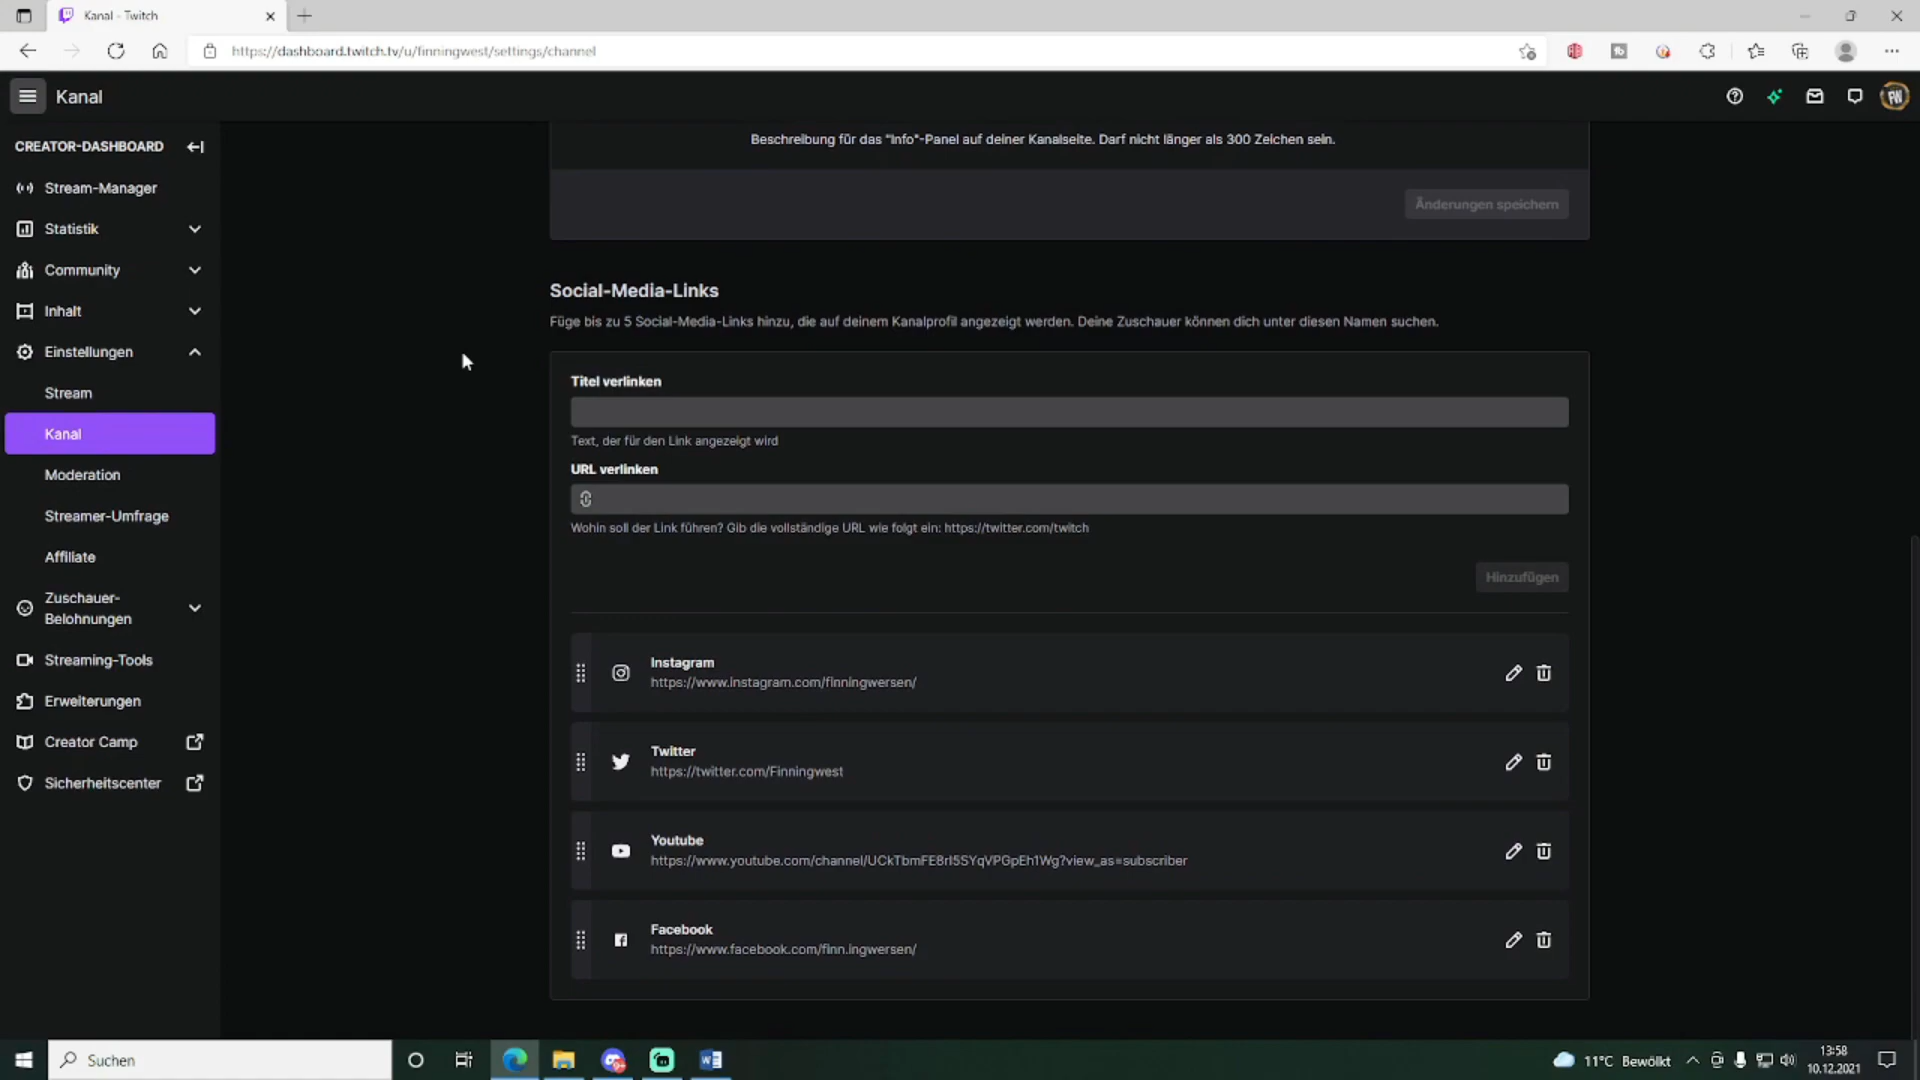 Kanal - Twitch
https://dashboard.twitch.tv/u/finningwest/settings/channel
Kanal
CREATOR-DASHBOARD
Stream-Manager
Statistik
Community
Inhalt
Einstellungen
Stream
Kanal
Moderation
Streamer-Umfrage
Affiliate
Zuschauer-
Belohnungen
Streaming-Tools
Erweiterungen
Creator Camp
Sicherheitscenter
Beschreibung für das "Info"-Panel auf deiner Kanalseite. Darf nicht länger als 300 Zeichen sein.
Änderungen speichern
Social-Media-Links
Füge bis zu 5 Social-Media-Links hinzu, die auf deinem Kanalprofil angezeigt werden. Deine Zuschauer können dich unter diesen Namen suchen.
Titel verlinken
Text, der für den Link angezeigt wird
URL verlinken
Wohin soll der Link führen? Gib die vollständige URL wie folgt ein: https://twitter.com/twitch
Hinzufügen
Instagram
https://www.instagram.com/finningwersen/
Twitter
https://twitter.com/Finningwest
Youtube
https://www.youtube.com/channel/UCkTbmFE8rI5SYqVPGpEh1Wg?view_as=subscriber
Facebook
https://www.facebook.com/finn.ingwersen/
Suchen
11°C Bewölkt
13:58
10.12.2021